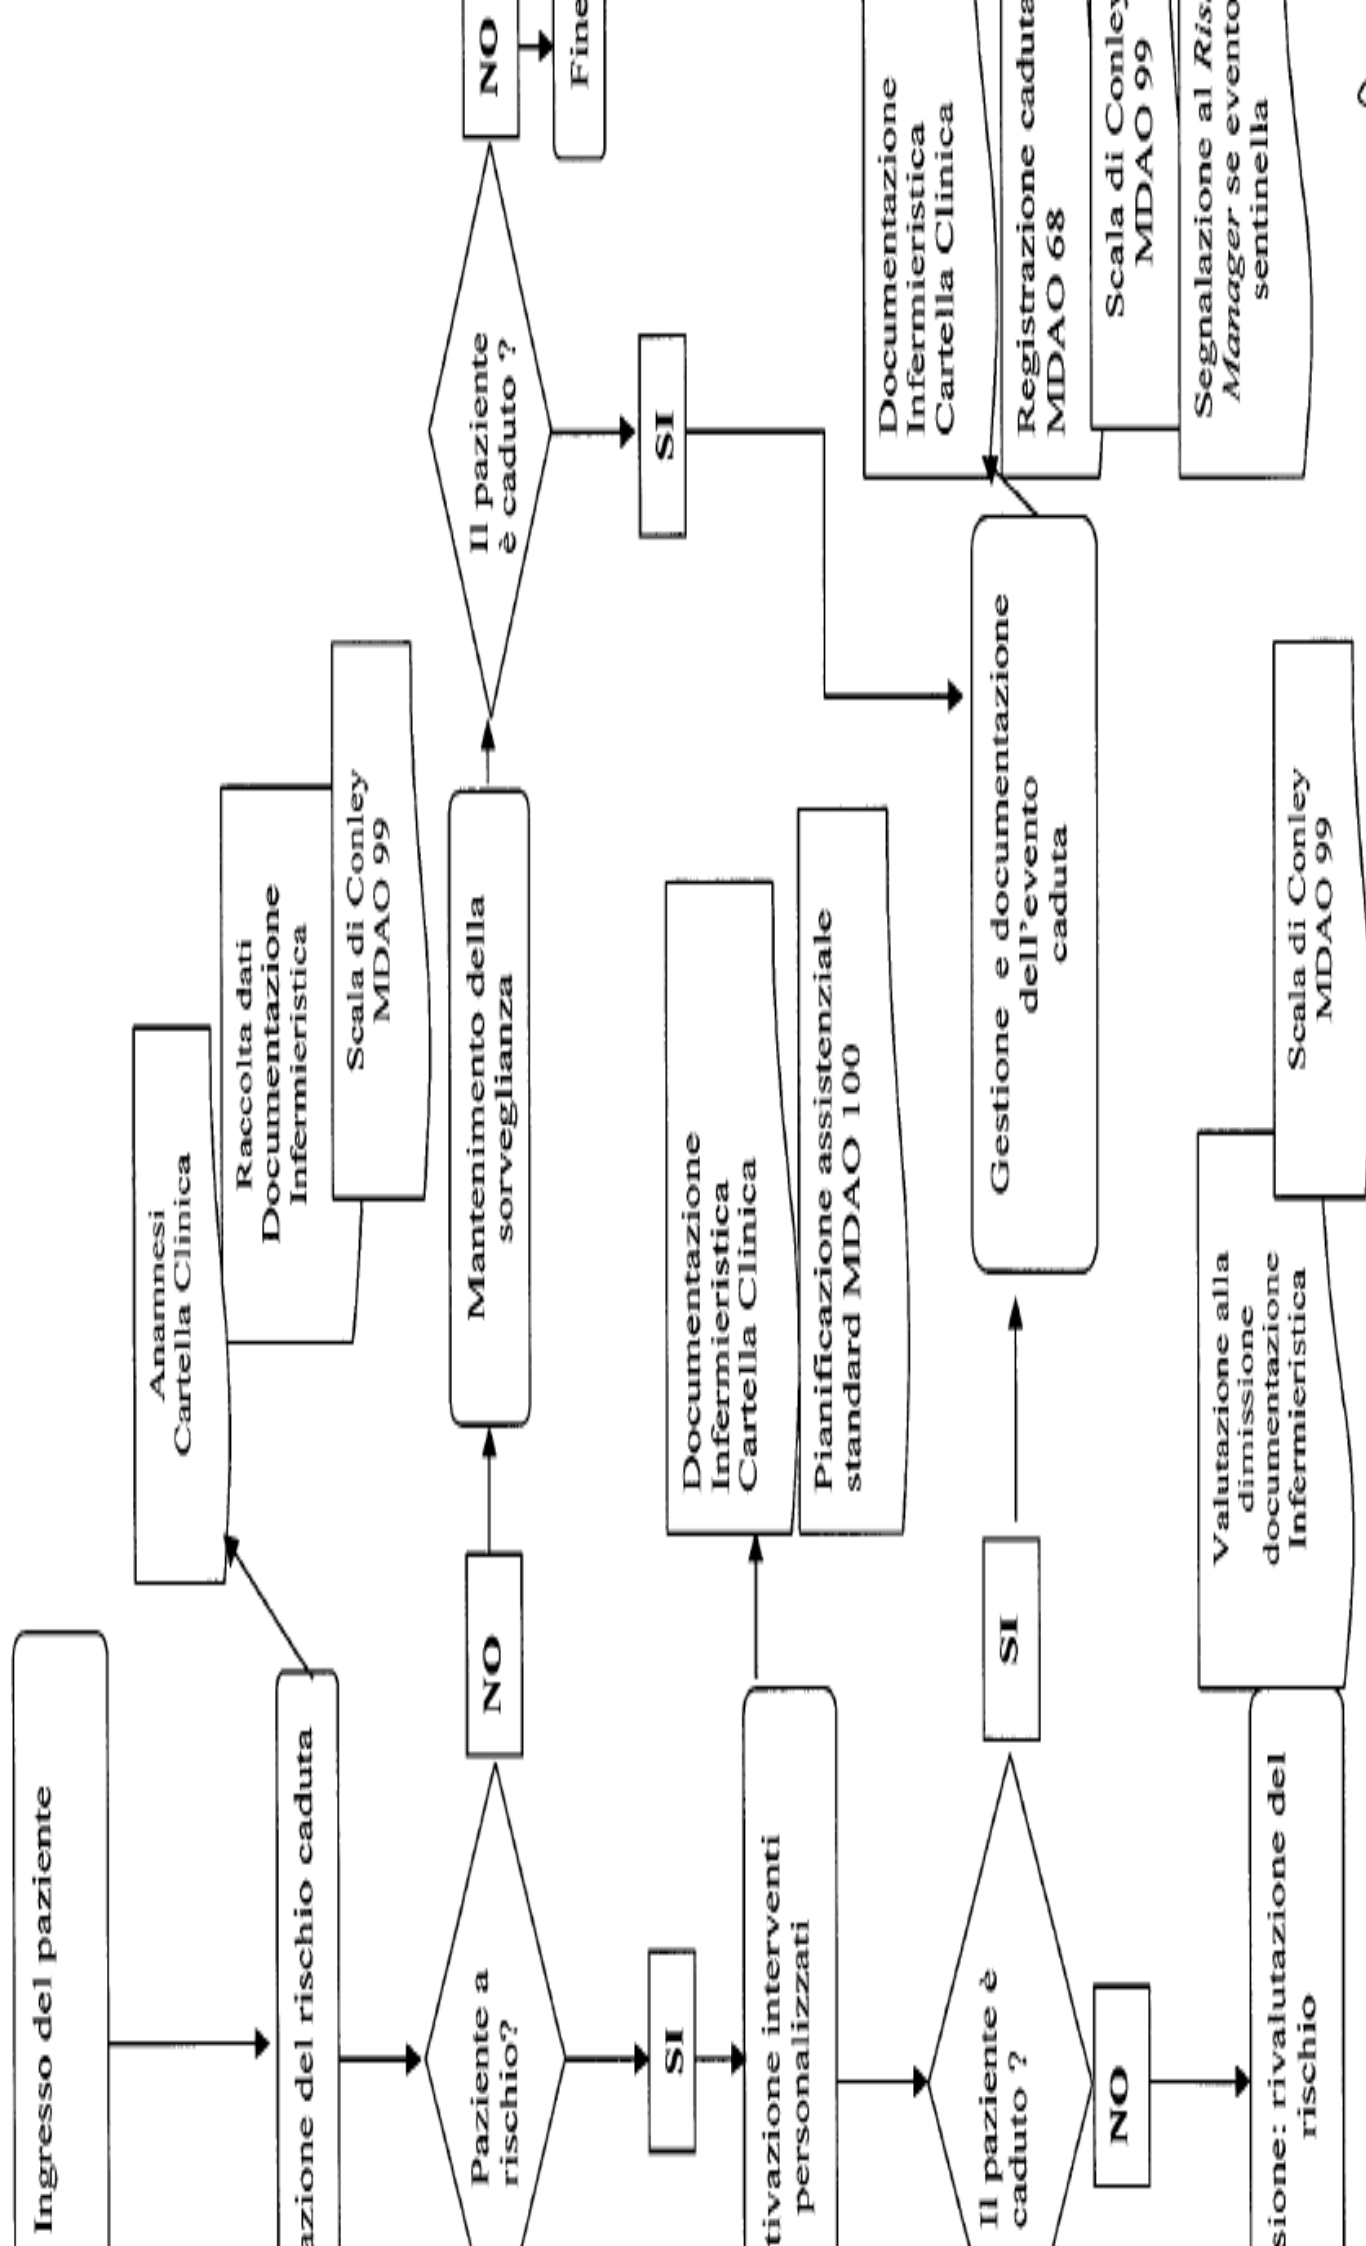 Ingresso del paziente
Anamnesi
Cartella Clinica
Raccolta dati
Documentazione
Infermieristica
Scala di Conley
MDAO 99
azione del rischio caduta
Paziente a
rischio?
NO
Mantenimento della
sorveglianza
Il paziente
è caduto ?
NO
Fine
SI
SI
tivazione interventi
personalizzati
Documentazione
Infermieristica
Cartella Clinica
Pianificazione assistenziale
standard MDAO 100
Il paziente è
caduto ?
SI
Gestione e documentazione
dell'evento
caduta
Documentazione
Infermieristica
Cartella Clinica
Registrazione caduta
MDAO 68
Scala di Conley
MDAO 99
Segnalazione al
Manager se evento
sentinella
NO
sione: rivalutazione del
rischio
Valutazione alla
dimissione
documentazione
Infermieristica
Scala di Conley
MDAO 99